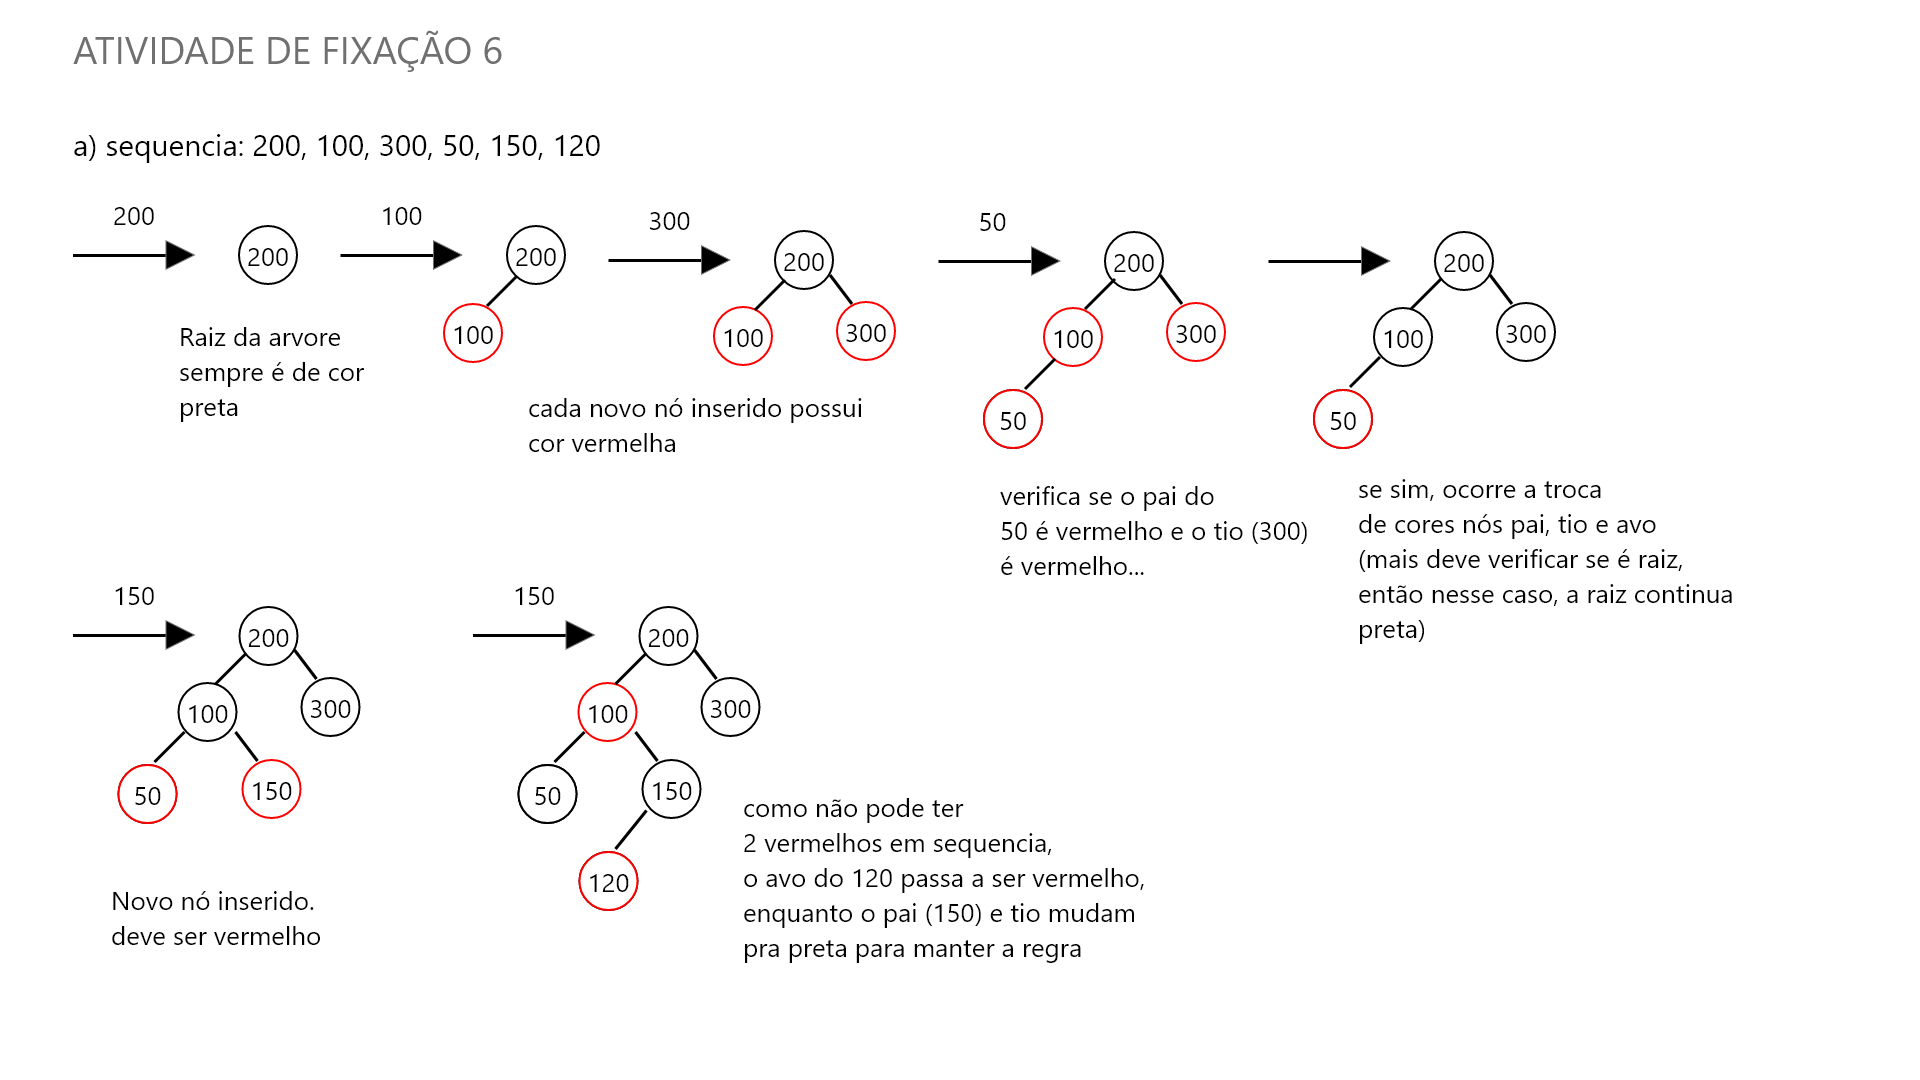 ATIVIDADE DE FIXAÇÃO 6
a) sequencia: 200, 100, 300, 50, 150, 120
200
200
Raiz da arvore
sempre é de cor
preta
100
200
100
300
200
100
300
cada novo nó inserido possui
cor vermelha
50
200
100
300
50
verifica se o pai do
50 é vermelho e o tio (300)
é vermelho...
200
100
300
50
se sim, ocorre a troca
de cores nós pai, tio e avo
(mais deve verificar se é raiz,
então nesse caso, a raiz continua
preta)
150
200
100
300
50
150
Novo nó inserido.
deve ser vermelho
150
200
100
300
50
150
120
como não pode ter
2 vermelhos em sequencia,
o avo do 120 passa a ser vermelho,
enquanto o pai (150) e tio mudam
pra preta para manter a regra